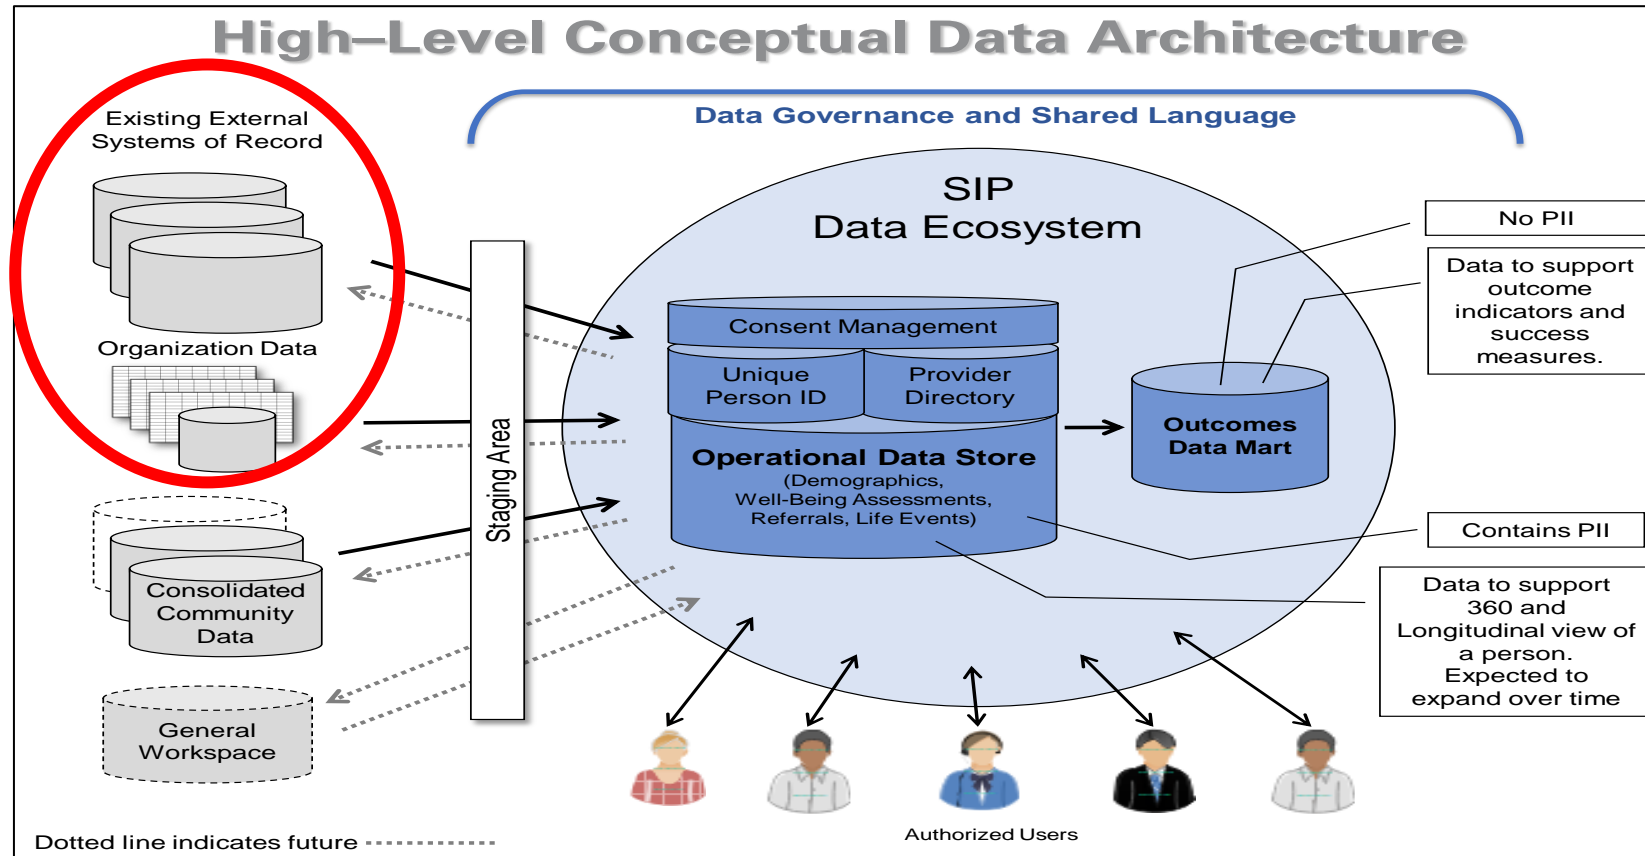 High–Level Conceptual Data Architecture
Existing External
Systems of Record
Organization Data
Consolidated
Community
Data
General
Workspace
Dotted line indicates future
Staging Area
Data Governance and Shared Language
SIP
Data Ecosystem
Consent Management
Unique
Person ID
Provider
Directory
Operational Data Store
(Demographics,
Well-Being Assessments,
Referrals, Life Events)
Outcomes
Data Mart
No PII
Data to support
outcome
indicators and
success
measures.
Contains PII
Data to support
360 and
Longitudinal view of
a person.
Expected to
expand over time
Authorized Users